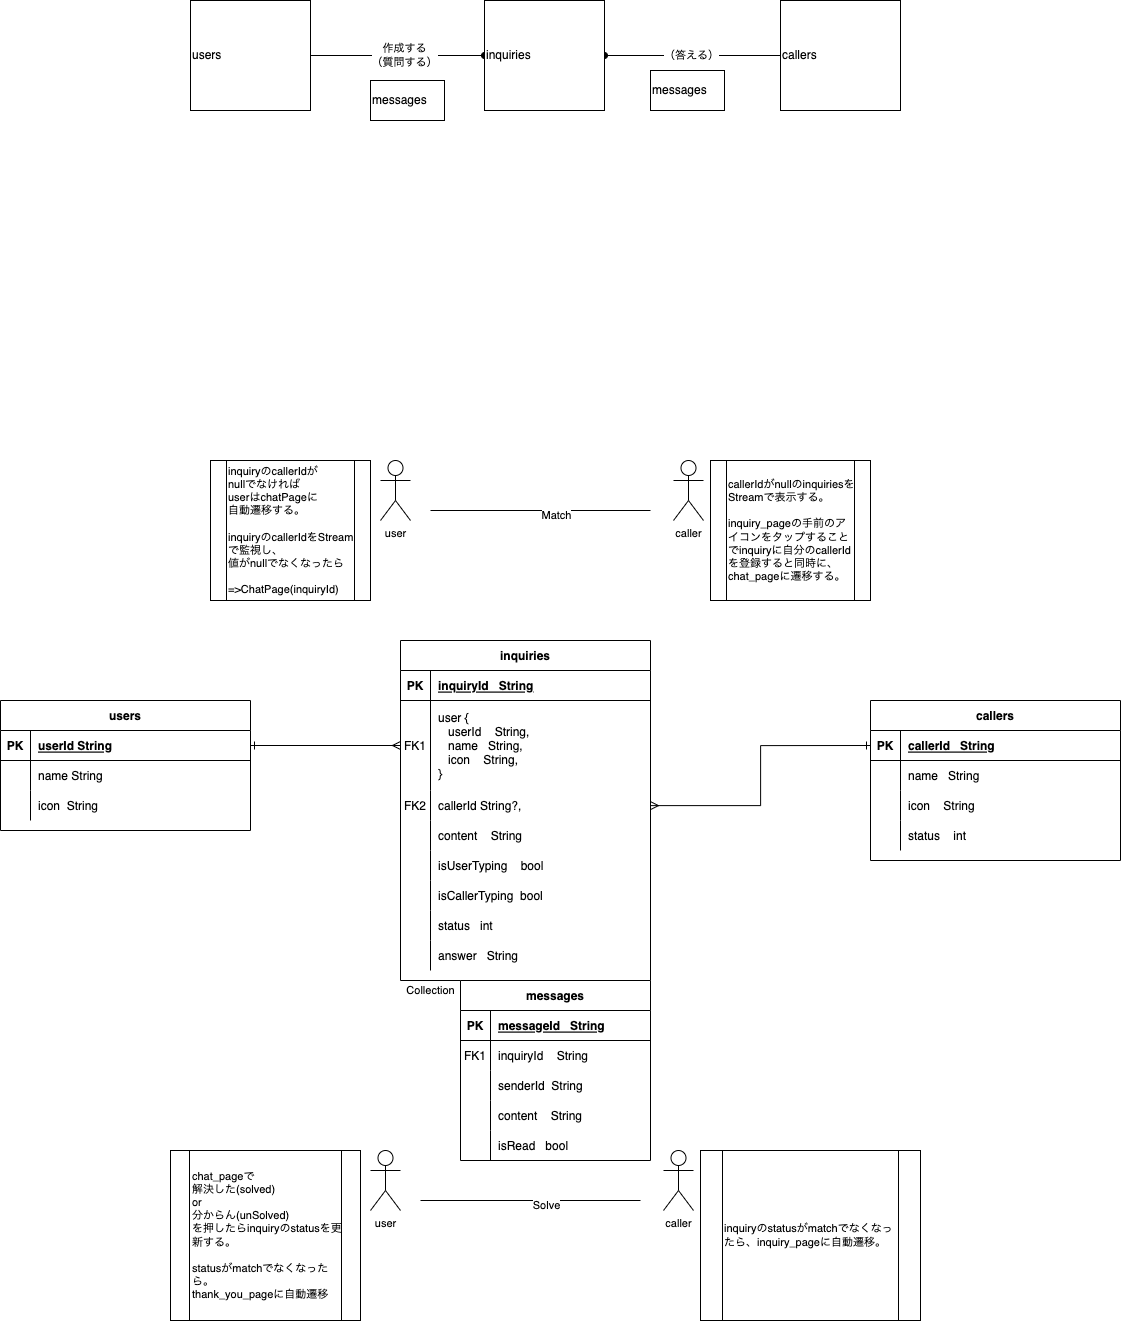 users
作成する
（質問する）
messages
inquiries
（答える）
messages
callers
inquiryのcallerIdが
nullでなければ
userはchatPageに
自動遷移する。
inquiryのcallerIdをStream
で監視し、
値がnullでなくなったら
=>ChatPage(inquiryId)
user
Match
caller
callerIdがnullのinquiriesを
Streamで表示する。
inquiry_pageの手前のア
イコンをタップすること
でinquiryに自分のcallerId
を登録すると同時に、
chat_pageに遷移する。
users
PK userId String
name String
icon String
inquiries
PK inquiryId String
FK1
user {
userId String,
name String,
icon String,
}
FK2 callerId String?,
content String
isUserTyping bool
isCallerTyping bool
status int
answer String
callers
PK callerId String
name String
icon String
status int
Collection
messages
PK messageId String
FK1 inquiryId String
senderId String
content String
isRead bool
chat_pageで
解決した(solved)
or
分からん(unSolved)
を押したらinquiryのstatusを更
新する。
statusがmatchでなくなった
ら。
thank_you_pageに自動遷移
user
Solve
caller
inquiryのstatusがmatchでなくなっ
たら、inquiry_pageに自動遷移。